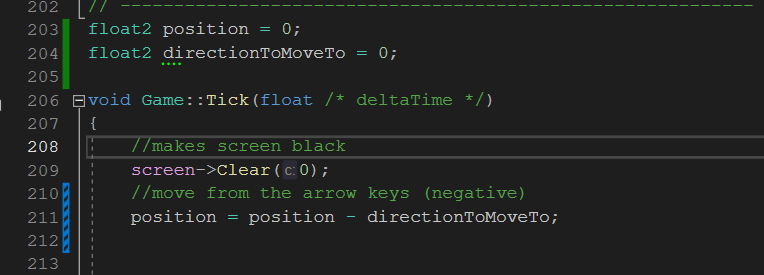 202 // -----------------------------------------------------------
203 float2 position = 0;
204 float2 directionToMoveTo = 0;
205
206 void Game::Tick(float /* deltaTime */)
207 {
208 //makes screen black
209 screen->Clear(c:0);
210 //move from the arrow keys (negative)
211 position = position - directionToMoveTo;
212
213